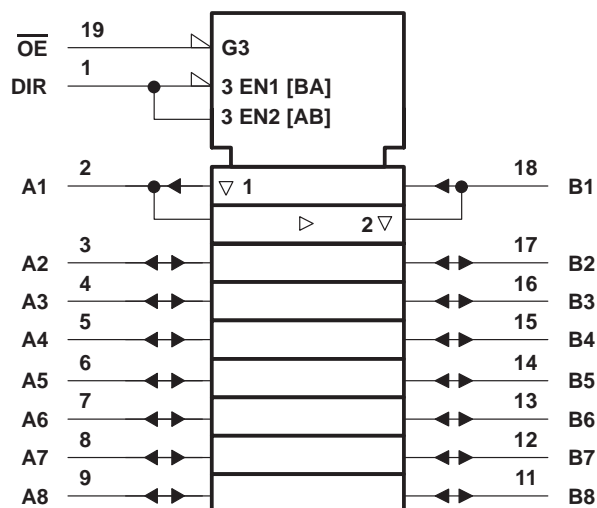 19
OE
G3
1
DIR
3 EN1 [BA]
3 EN2 [AB]
2
18
A1
▽ 1
B1
▷ 2 ▽
3
17
A2
B2
4
16
A3
B3
5
15
A4
B4
6
14
A5
B5
7
13
A6
B6
8
12
A7
B7
9
11
A8
B8